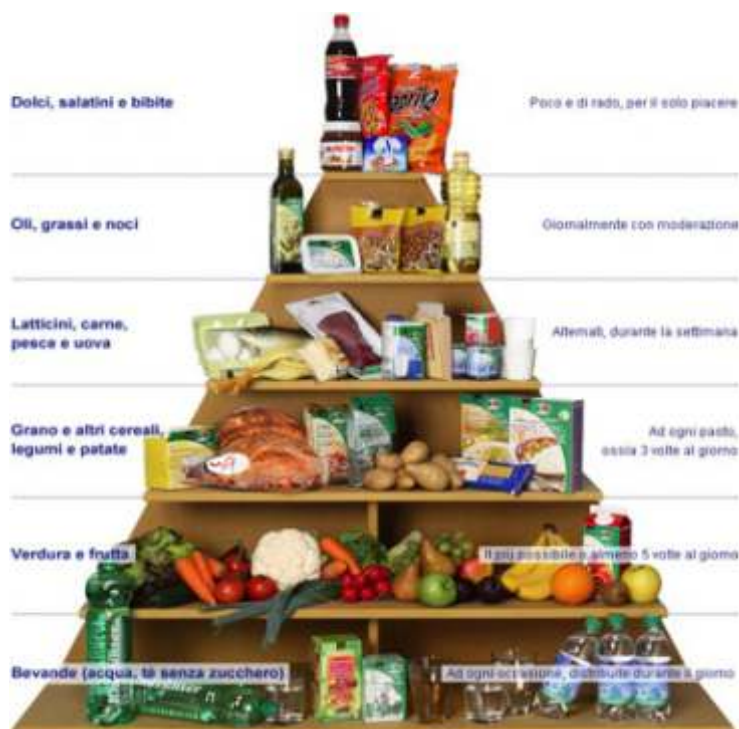 Dolci, salatini e bibite
Poco e di rado, per il solo piacere
Paprika
Oli, grassi e noci
Giornalmente con moderazione
Latticini, carne,
pesce e uova
Alternati, durante la settimana
Grano e altri cereali,
legumi e patate
Ad ogni pasto,
ossia 3 volte al giorno
Verdura e frutta
Il più possibile o almeno 5 volte al giorno
Bevande (acqua, tè senza zucchero)
Ad ogni occasione, distribuite durante il giorno